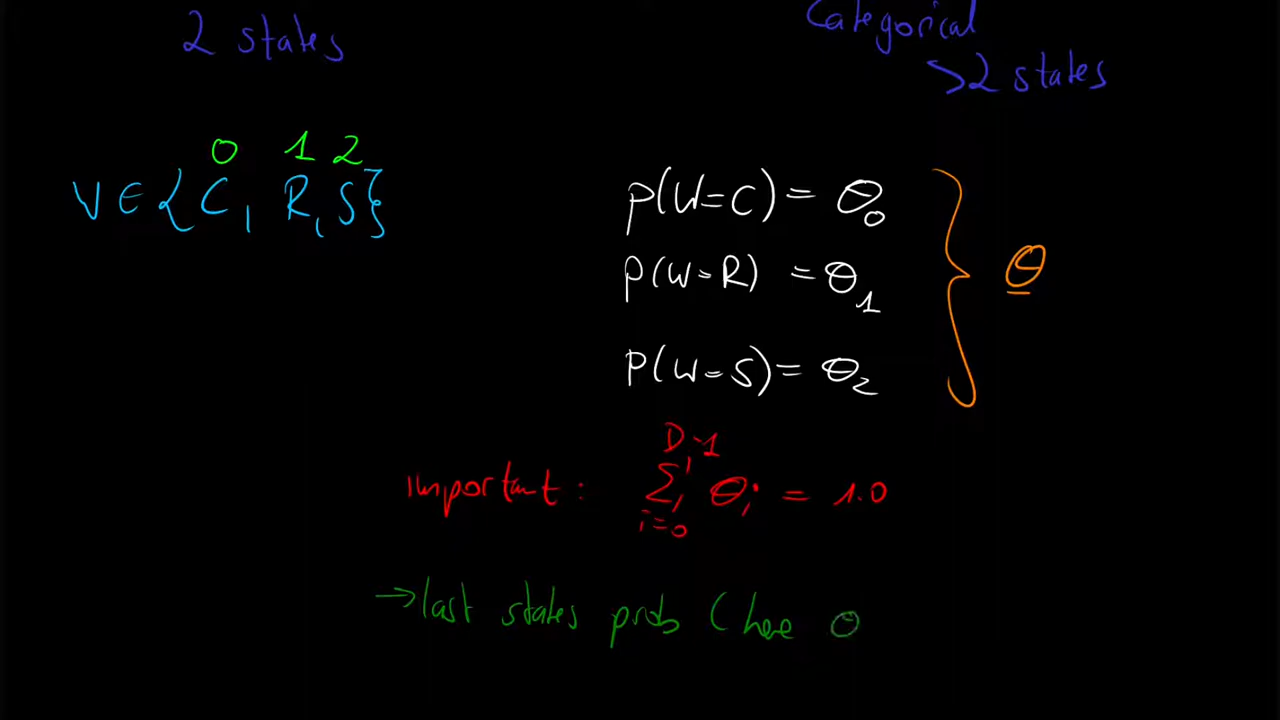 2 states
Categorical
>2 states
0 1 2
W ∈ {C, R, S}
p(W=C) = θ₀
p(W=R) = θ₁
p(W=S) = θ₂
θ
D-1
important: ∑ θᵢ = 1.0
i=0
→ last states prob (here θ